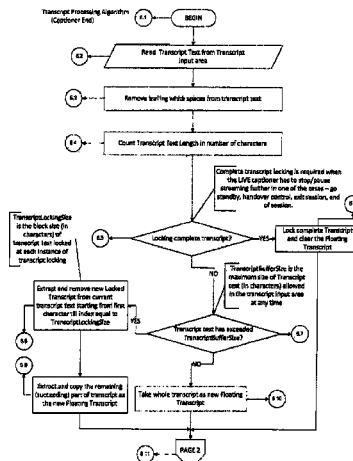 Transcript Processing Algorithm
(Captioner End)
6.1
BEGIN
6.2
Read Transcript Text from Transcript
Input area
6.3
Remove trailing white spaces from transcript text
6.4
Count Transcript Text Length in number of characters
Complete transcript locking is required when
the LIVE captioner has to stop/pause
streaming further in one of the cases – go
standby, handover control, exit session, end
of session.
TranscriptLockingSize
is the block size (in
characters) of
transcript text locked
at each instance of
transcript locking
6.5
Locking complete transcript?
YES
Lock complete Transcript
and clear the Floating
Transcript
NO
TranscriptBufferSize is the
maximum size of Transcript
text (in characters) allowed
in the transcript input area
at any time
Extract and remove new Locked
Transcript from current
transcript text starting from first
character till index equal to
TranscriptLockingSize
YES
Transcript text has exceeded
TranscriptBufferSize?
6.7
6.8
6.9
NO
Extract and copy the remaining
(succeeding) part of transcript as
the new Floating Transcript
Take whole transcript as new floating
Transcript
6.10
PAGE 2
6.11